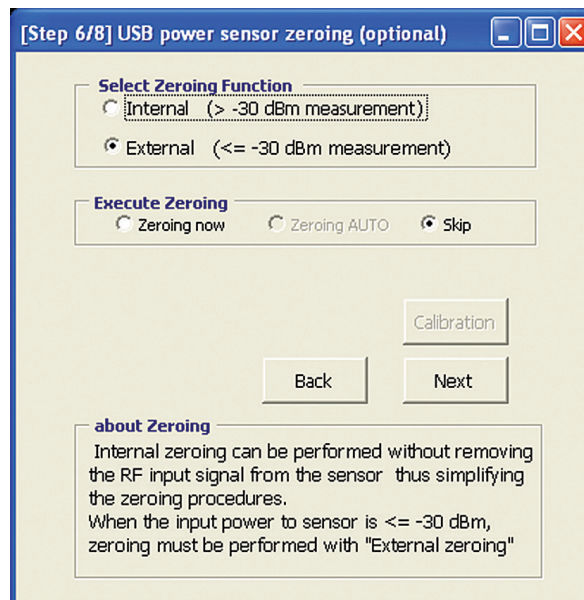 [Step 6/8] USB power sensor zeroing (optional)
Select Zeroing Function
Internal (> -30 dBm measurement)
External (<= -30 dBm measurement)
Execute Zeroing
Zeroing now Zeroing AUTO Skip
Calibration
Back Next
about Zeroing
Internal zeroing can be performed without removing
the RF input signal from the sensor thus simplifying
the zeroing procedures.
When the input power to sensor is <= -30 dBm,
zeroing must be performed with "External zeroing"